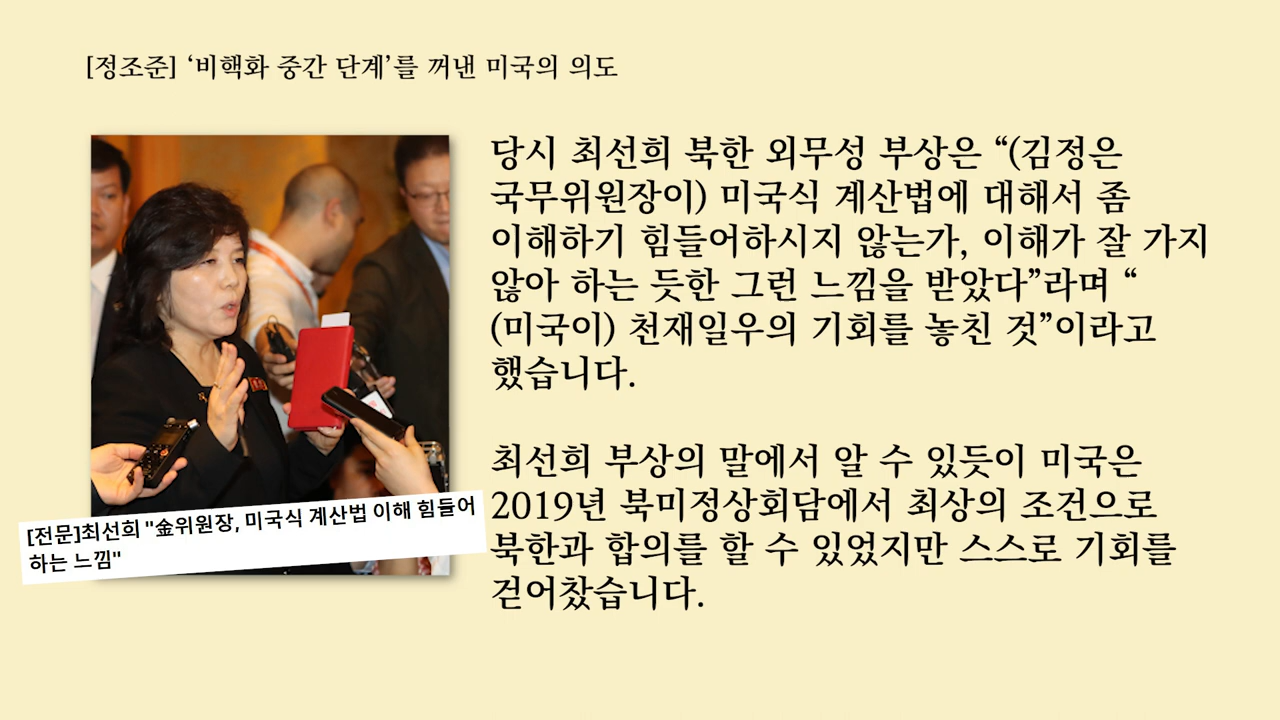 [정조준] ‘비핵화 중간 단계’를 꺼낸 미국의 의도
당시 최선희 북한 외무성 부상은 “(김정은
국무위원장이) 미국식 계산법에 대해서 좀
이해하기 힘들어하시지 않는가, 이해가 잘 가지
않아 하는 듯한 그런 느낌을 받았다”라며 “
(미국이) 천재일우의 기회를 놓친 것”이라고
했습니다.
최선희 부상의 말에서 알 수 있듯이 미국은
2019년 북미정상회담에서 최상의 조건으로
북한과 합의를 할 수 있었지만 스스로 기회를
걷어찼습니다.
[전문]최선희 "金위원장, 미국식 계산법 이해 힘들어
하는 느낌"